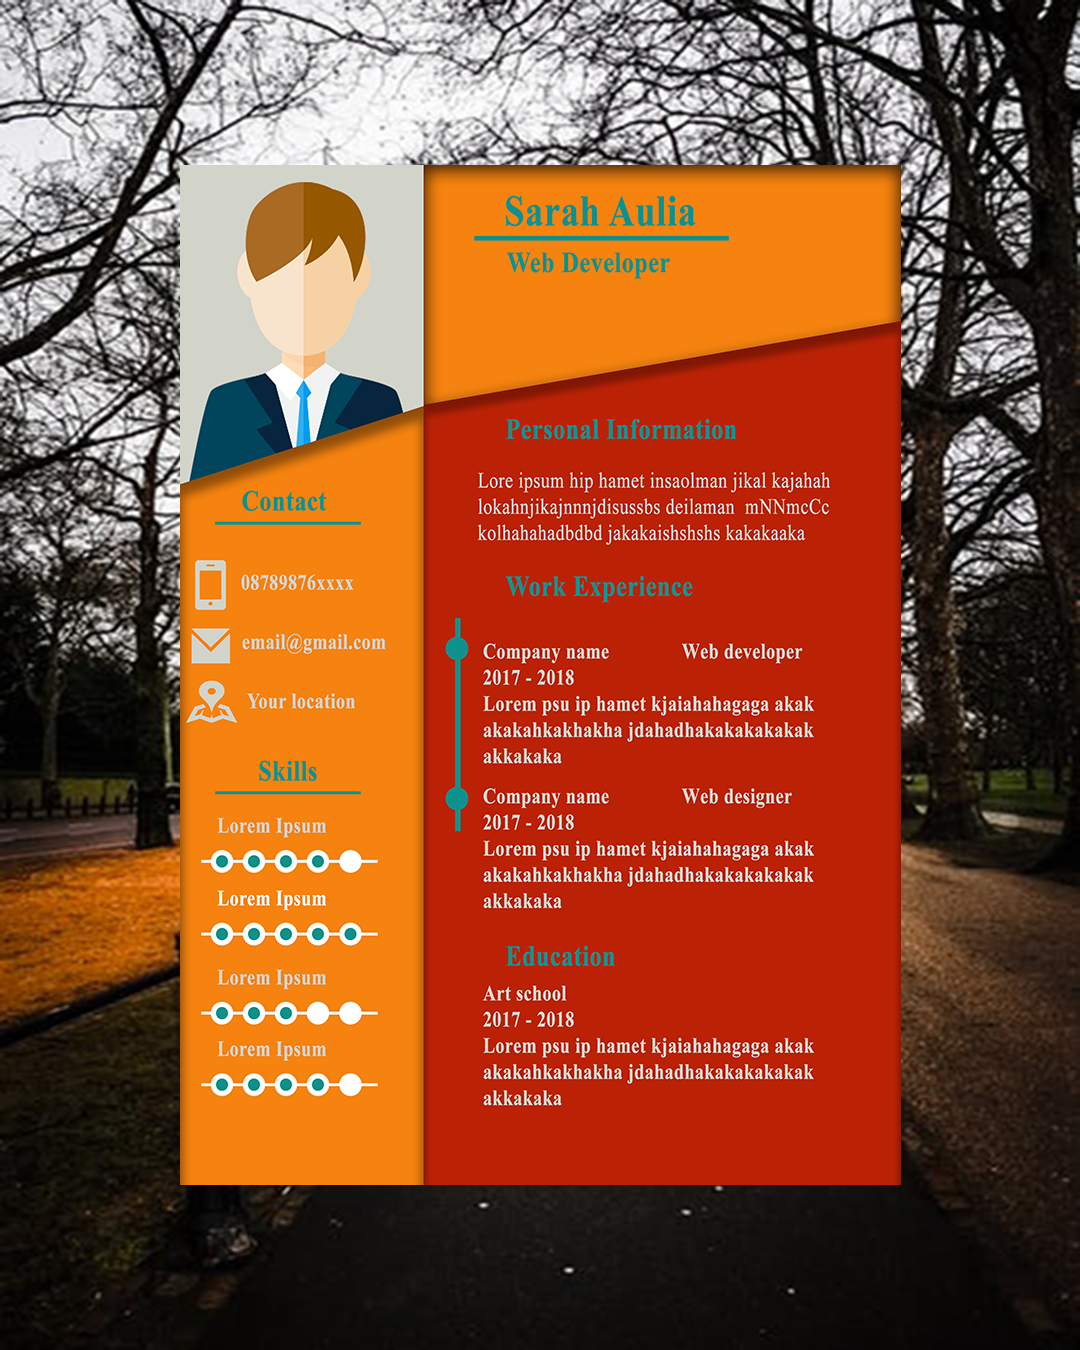 Sarah Aulia
Web Developer
Contact
08789876xxxx
email@gmail.com
Your location
Skills
Lorem Ipsum
Lorem Ipsum
Lorem Ipsum
Lorem Ipsum
Personal Information
Lore ipsum hip hamet insaolman jikal kajahah
lokahnjikajnnnjdisussbs deilaman mNNmcCc
kolhahahadbdbd jakakaishshshs kakakaaka
Work Experience
Company name Web developer
2017 - 2018
Lorem psu ip hamet kjaiahahagaga akak
akakahkakhakha jdahadhakakakakakak
akkakaka
Company name Web designer
2017 - 2018
Lorem psu ip hamet kjaiahahagaga akak
akakahkakhakha jdahadhakakakakakak
akkakaka
Education
Art school
2017 - 2018
Lorem psu ip hamet kjaiahahagaga akak
akakahkakhakha jdahadhakakakakakak
akkakaka